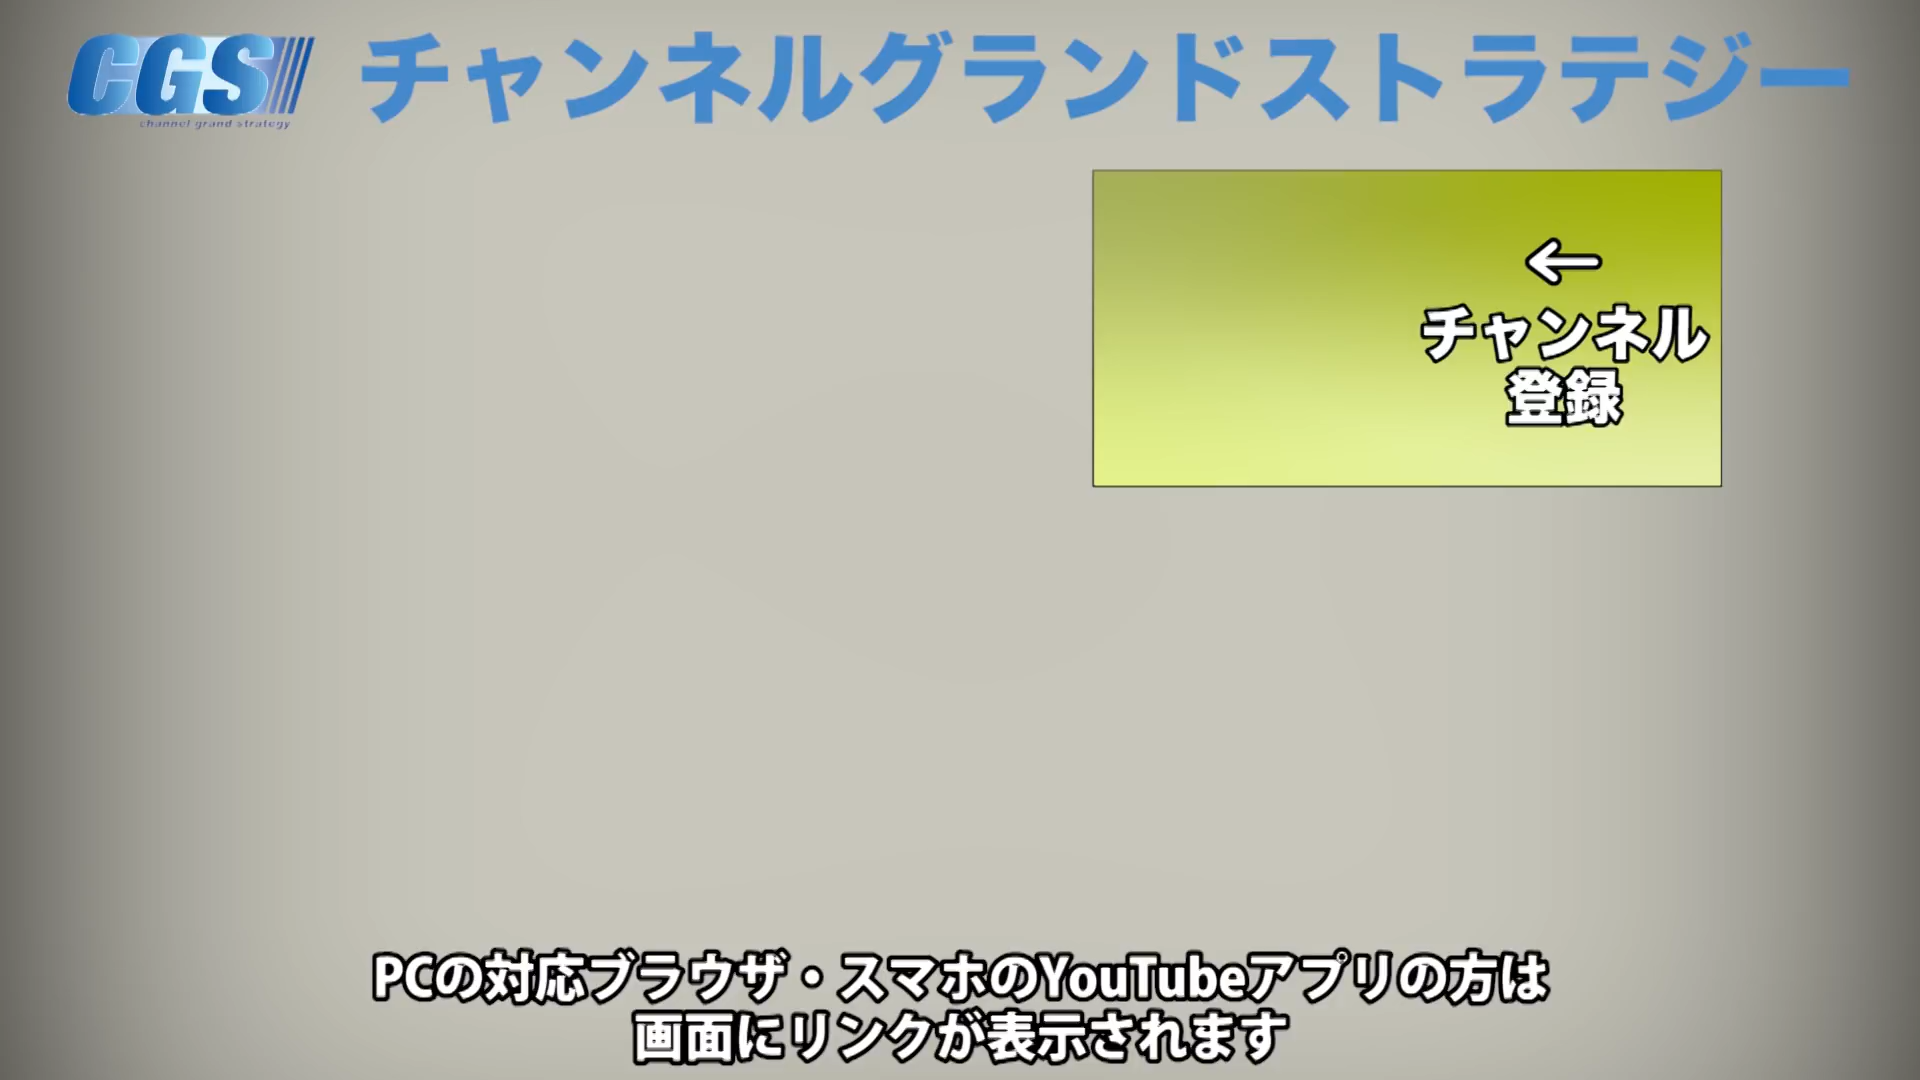 CGS
channel grand strategy
チャンネルグランドストラテジー
←
チャンネル
登録
PCの対応ブラウザ・スマホのYouTubeアプリの方は
画面にリンクが表示されます